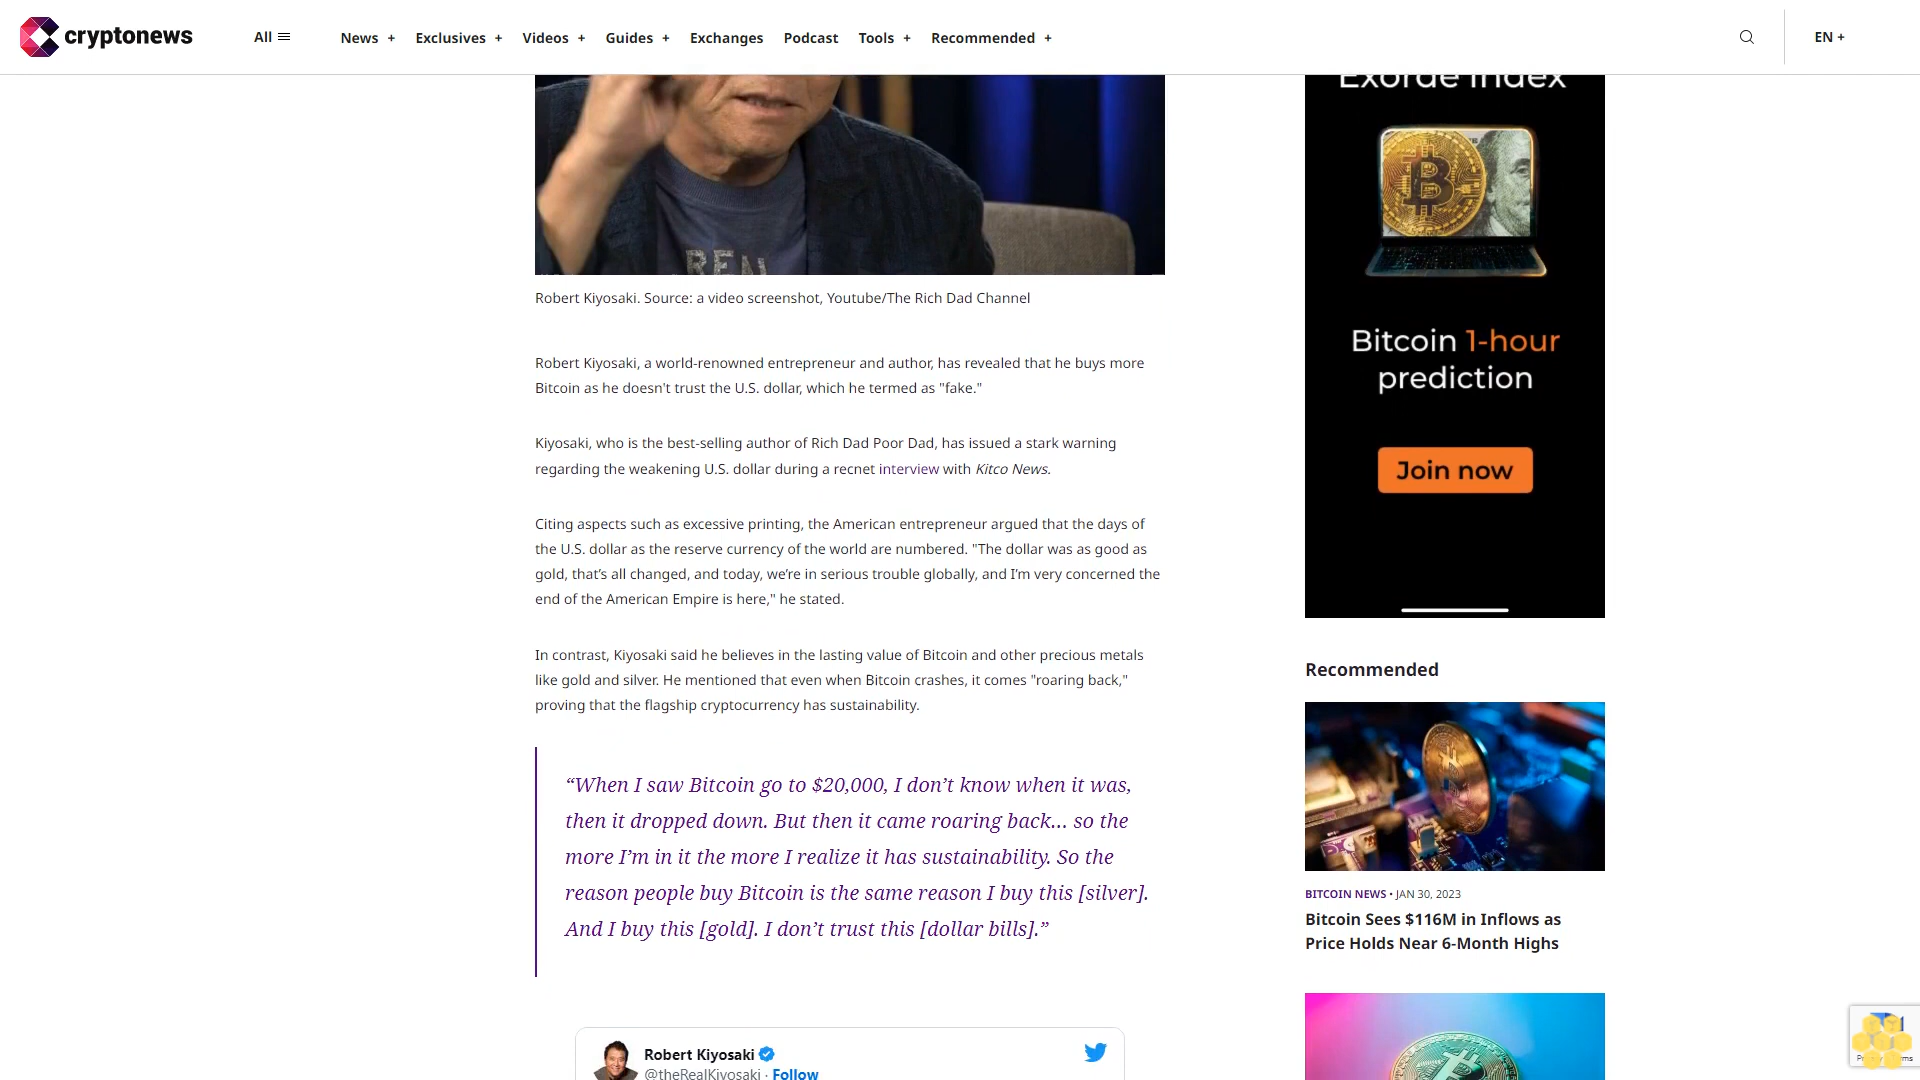 cryptonews
All
News +
Exclusives +
Videos +
Guides +
Exchanges
Podcast
Tools +
Recommended +
EN +
Exorde Index
Bitcoin 1-hour
prediction
Join now
Robert Kiyosaki. Source: a video screenshot, Youtube/The Rich Dad Channel
Robert Kiyosaki, a world-renowned entrepreneur and author, has revealed that he buys more
Bitcoin as he doesn't trust the U.S. dollar, which he termed as "fake."
Kiyosaki, who is the best-selling author of Rich Dad Poor Dad, has issued a stark warning
regarding the weakening U.S. dollar during a recnet interview with Kitco News.
Citing aspects such as excessive printing, the American entrepreneur argued that the days of
the U.S. dollar as the reserve currency of the world are numbered. "The dollar was as good as
gold, that’s all changed, and today, we’re in serious trouble globally, and I’m very concerned the
end of the American Empire is here," he stated.
In contrast, Kiyosaki said he believes in the lasting value of Bitcoin and other precious metals
like gold and silver. He mentioned that even when Bitcoin crashes, it comes "roaring back,"
proving that the flagship cryptocurrency has sustainability.
“When I saw Bitcoin go to $20,000, I don’t know when it was,
then it dropped down. But then it came roaring back… so the
more I’m in it the more I realize it has sustainability. So the
reason people buy Bitcoin is the same reason I buy this [silver].
And I buy this [gold]. I don’t trust this [dollar bills].”
Robert Kiyosaki
@theRealKiyosaki · Follow
Recommended
BITCOIN NEWS • JAN 30, 2023
Bitcoin Sees $116M in Inflows as
Price Holds Near 6-Month Highs